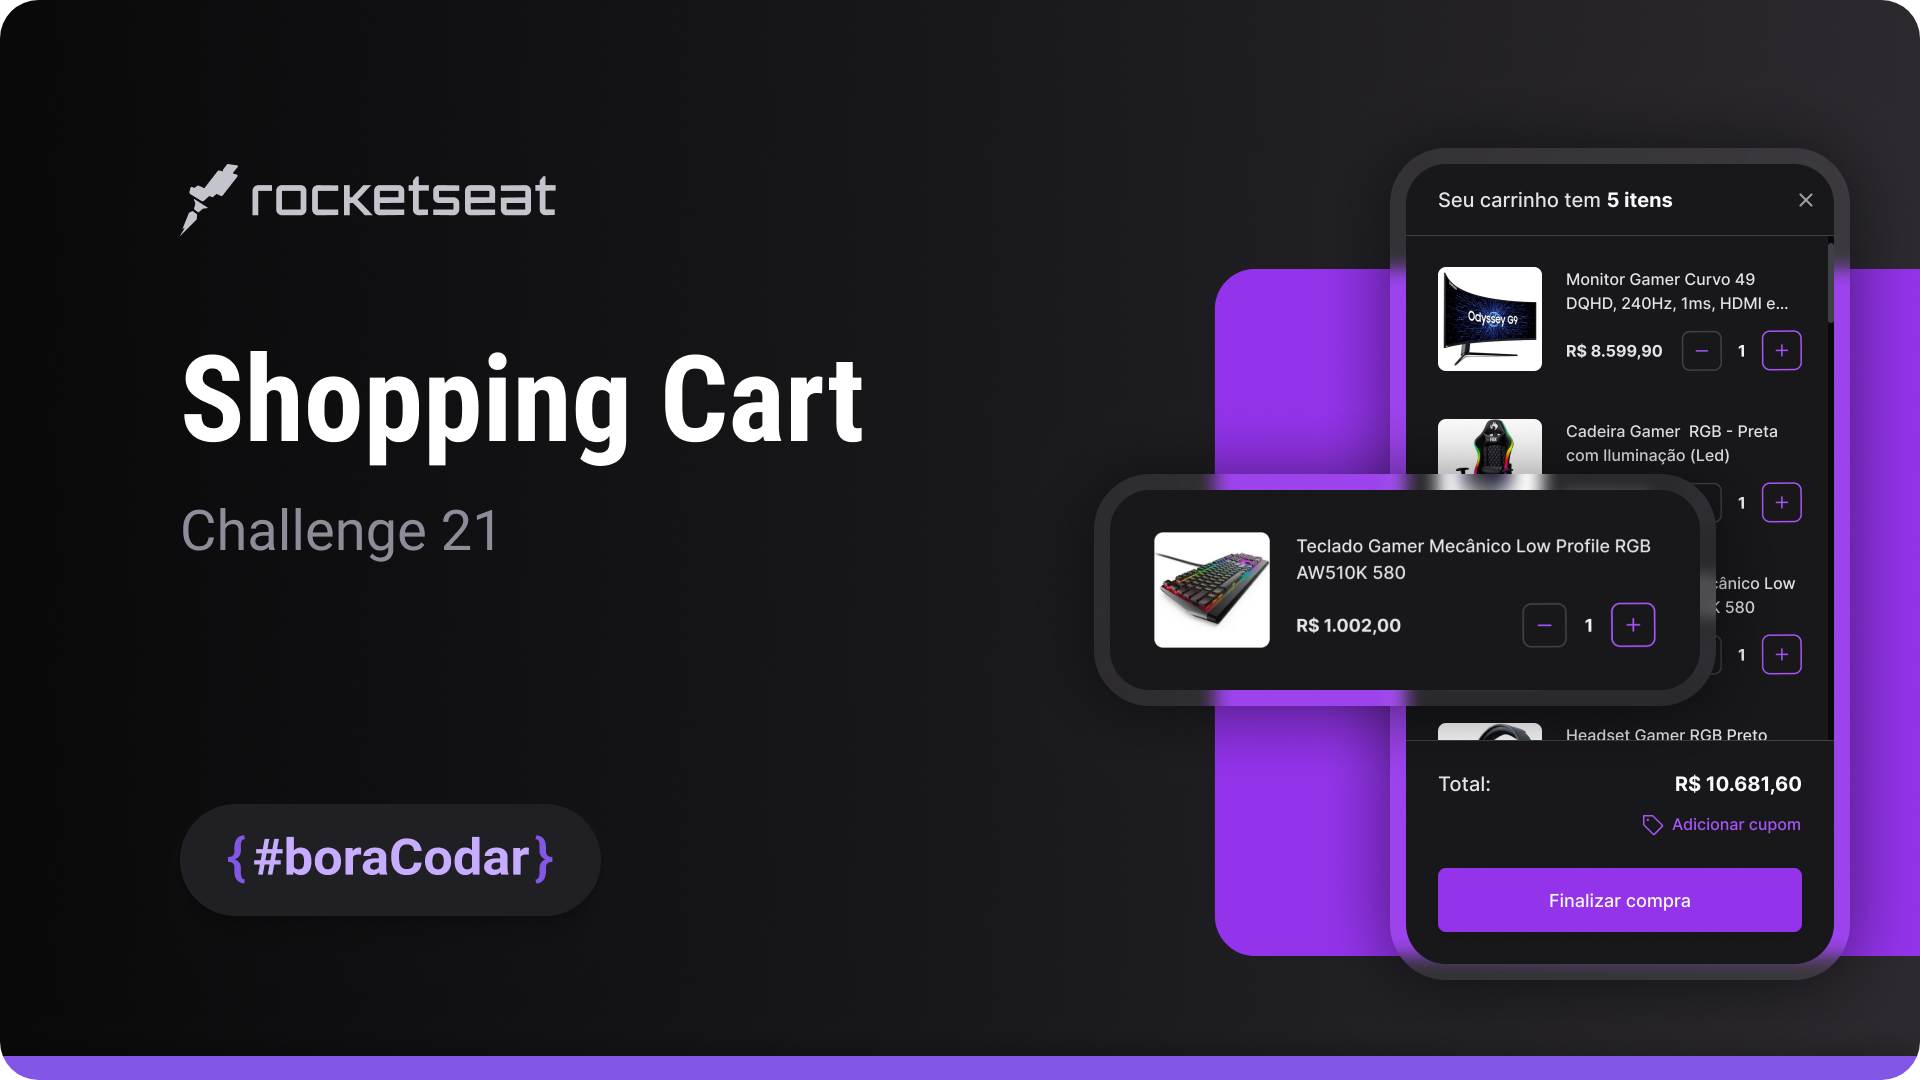 rocketseat
Shopping Cart
Challenge 21
{#boraCodar}
Seu carrinho tem 5 itens
Odyssey G9
Monitor Gamer Curvo 49
DQHD, 240Hz, 1ms, HDMI e...
R$ 8.599,90 − 1 +
Cadeira Gamer RGB - Preta
com Iluminação (Led)
1 +
Teclado Gamer Mecânico Low Profile RGB
AW510K 580
R$ 1.002,00 − 1 +
cânico Low
K 580
1 +
Headset Gamer RGB Preto
Total: R$ 10.681,60
Adicionar cupom
Finalizar compra